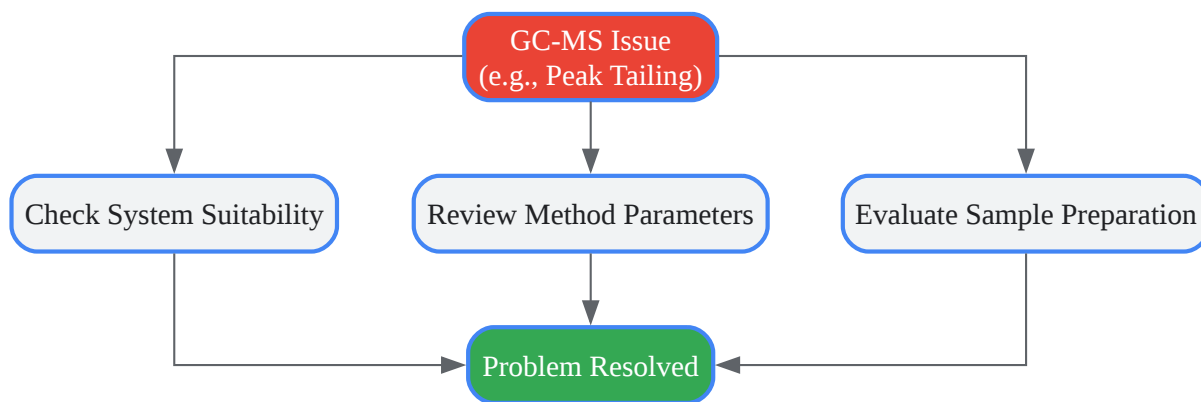 GC-MS Issue
(e.g., Peak Tailing)
Check System Suitability
Review Method Parameters
Evaluate Sample Preparation
Problem Resolved